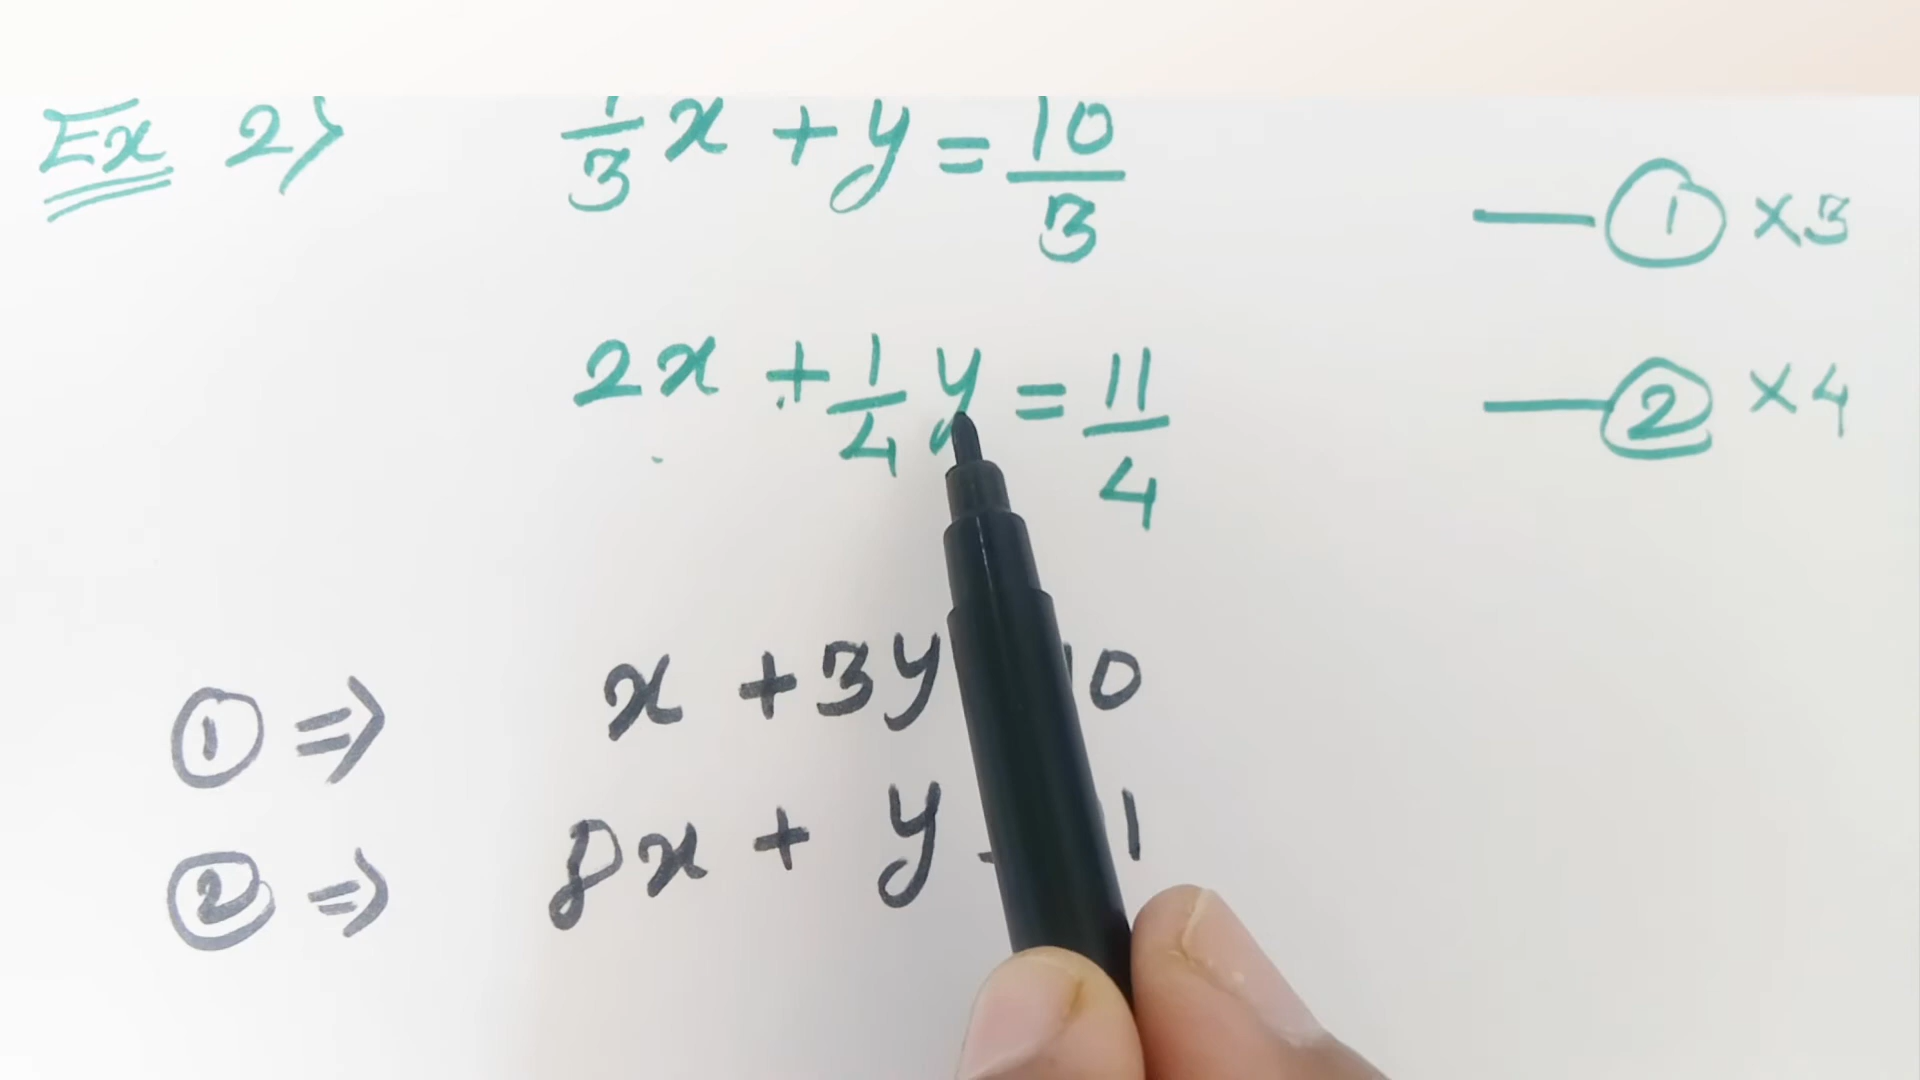 Ex 2) 1/3 x + y = 10/3 — ① ×3
2x + 1/4 y = 11/4 — ② ×4
① ⇒ x + 3y 10
② ⇒ 8x + y 1